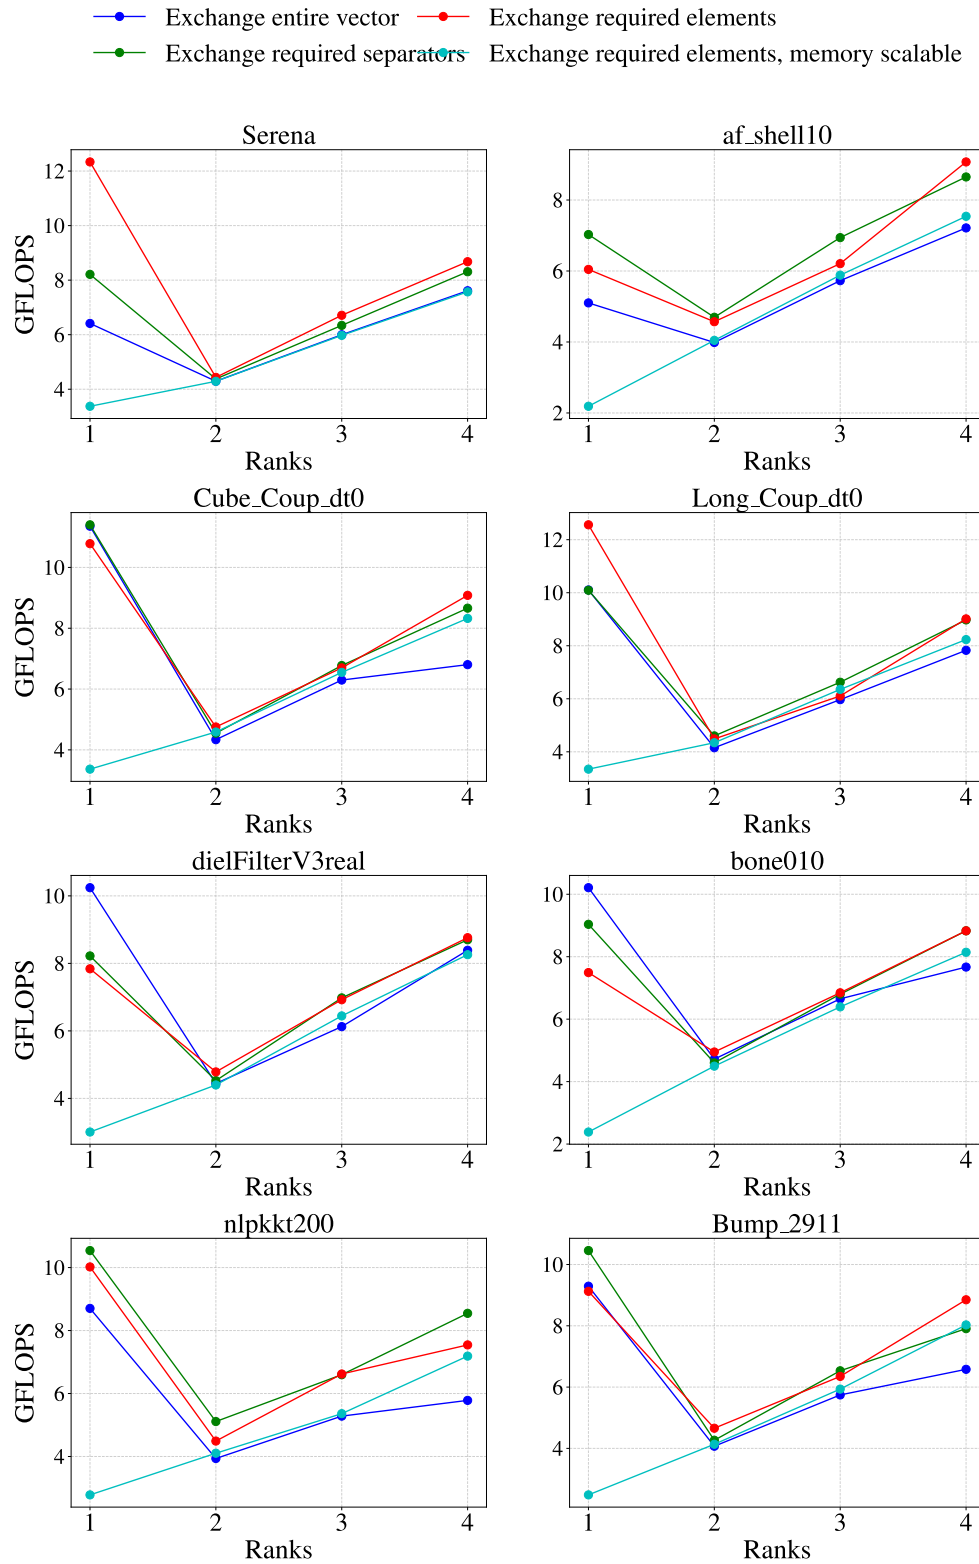 Exchange entire vector
Exchange required elements
Exchange required separators
Exchange required elements, memory scalable
Serena
12
10
8
6
4
GFLOPS
1 2 3 4
Ranks
af_shell10
8
6
4
2
1 2 3 4
Ranks
Cube_Coup_dt0
10
8
6
4
GFLOPS
1 2 3 4
Ranks
Long_Coup_dt0
12
10
8
6
4
1 2 3 4
Ranks
dielFilterV3real
10
8
6
4
GFLOPS
1 2 3 4
Ranks
bone010
10
8
6
4
2
1 2 3 4
Ranks
nlpkkt200
10
8
6
4
GFLOPS
1 2 3 4
Ranks
Bump_2911
10
8
6
4
1 2 3 4
Ranks